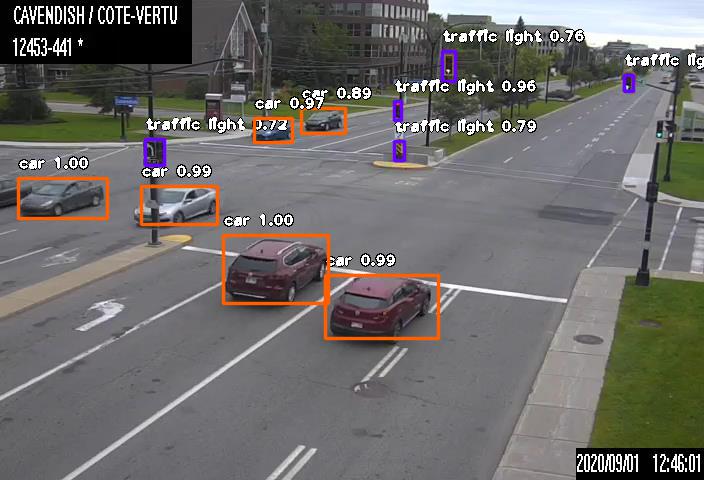 CAVENDISH / COTE-VERTU
12453-441 *
traffic light 0.76
traffic lig
car 0.89
car 0.97
traffic light 0.96
traffic light 0.72
traffic light 0.79
car 1.00
car 0.99
car 1.00
car 0.99
2020/09/01 12:46:01